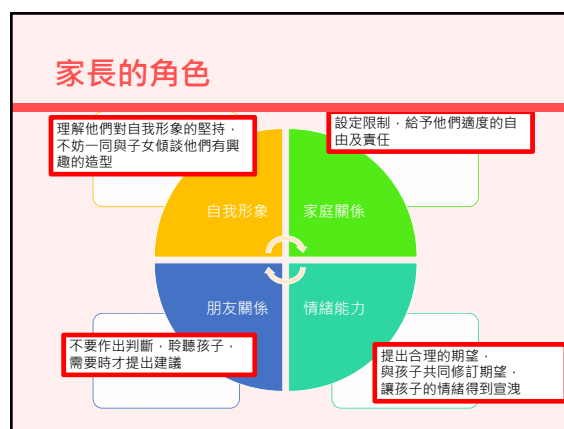 家長的角色
理解他們對自我形象的堅持，
不妨一同與子女傾談他們有興
趣的造型
設定限制，給予他們適度的自
由及責任
自我形象
家庭關係
朋友關係
情緒能力
不要作出判斷，聆聽孩子，
需要時才提出建議
提出合理的期望，
與孩子共同修訂期望，
讓孩子的情緒得到宣洩